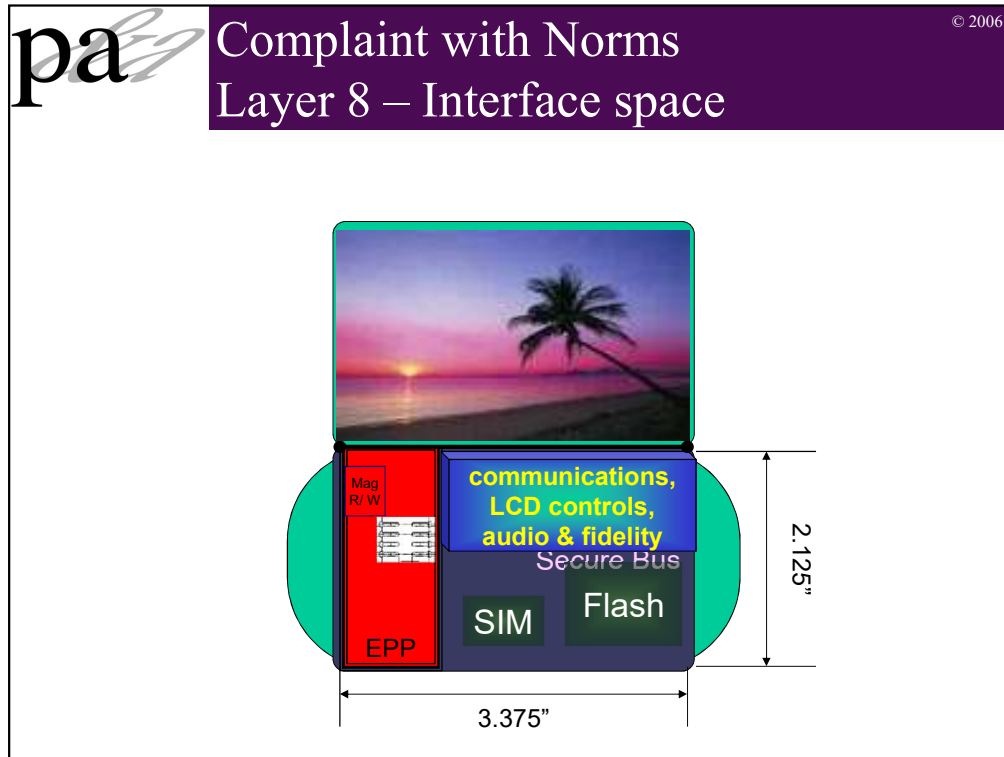 pa
Complaint with Norms
Layer 8 – Interface space
© 2006
Mag
R/ W
communications,
LCD controls,
audio & fidelity
Secure Bus
SIM
Flash
EPP
2.125”
3.375”